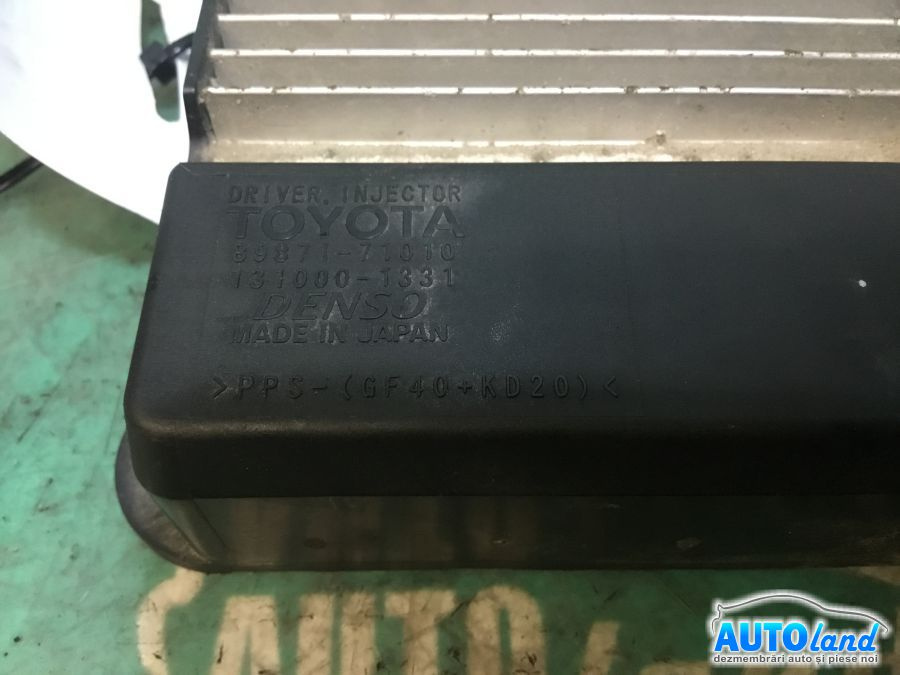 DRIVER, INJECTOR
TOYOTA
89871-71010
131000-1331
DENSO
MADE IN JAPAN
>PPS-(GF40+KD20)<
AUTO
AUTOland
dezmembrări auto și piese noi